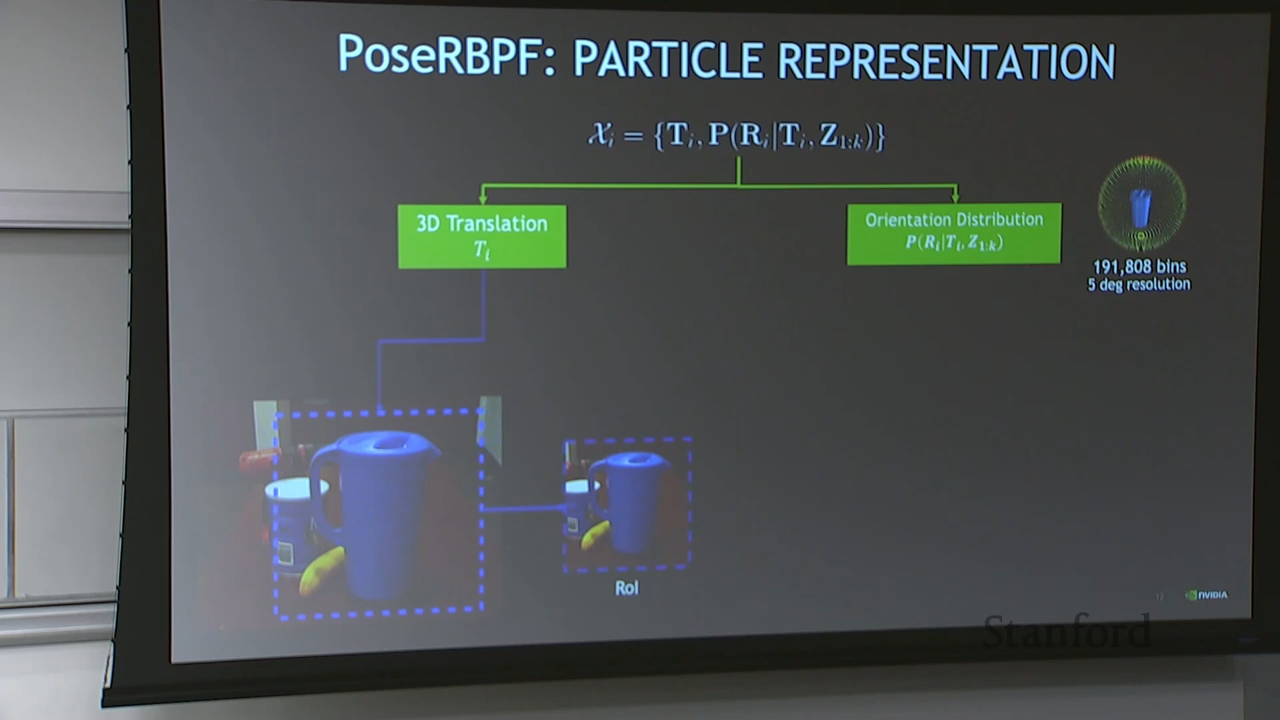 PoseRBPF: PARTICLE REPRESENTATION
𝒳ᵢ = {Tᵢ, P(Rᵢ|Tᵢ, Z₁:ₖ)}
3D Translation
Tᵢ
Orientation Distribution
P(Rᵢ|Tᵢ, Z₁:ₖ)
191,808 bins
5 deg resolution
RoI
NVIDIA
Stanford